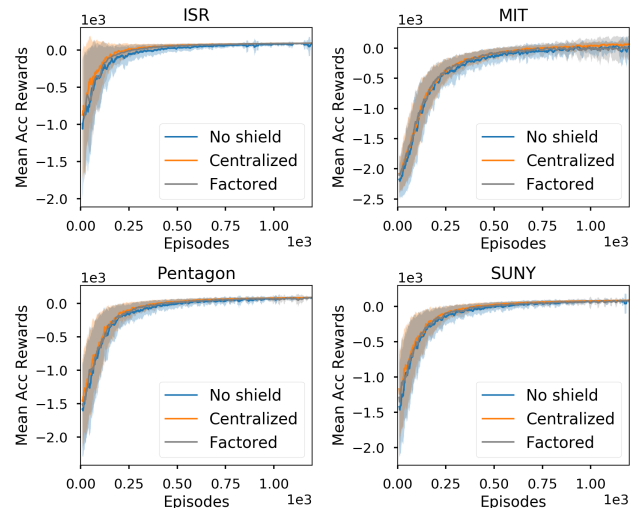 ISR
1e3
Mean Acc Rewards
0.0
−0.5
−1.0
−1.5
−2.0
No shield
Centralized
Factored
0.00 0.25 0.50 0.75 1.00
Episodes
1e3
MIT
1e3
Mean Acc Rewards
0.0
−0.5
−1.0
−1.5
−2.0
−2.5
No shield
Centralized
Factored
0.00 0.25 0.50 0.75 1.00
Episodes
1e3
Pentagon
1e3
Mean Acc Rewards
0.0
−0.5
−1.0
−1.5
−2.0
No shield
Centralized
Factored
0.00 0.25 0.50 0.75 1.00
Episodes
1e3
SUNY
1e3
Mean Acc Rewards
0.0
−0.5
−1.0
−1.5
−2.0
No shield
Centralized
Factored
0.00 0.25 0.50 0.75 1.00
Episodes
1e3